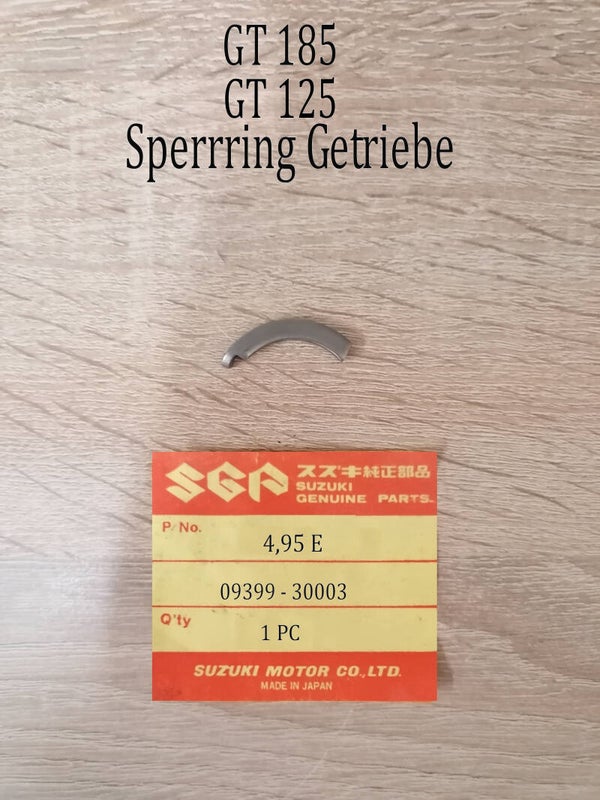 GT 185
GT 125
Sperrring Getriebe
SGP スズキ純正部品
SUZUKI
GENUINE PARTS
P/No.
4,95 E
09399 - 30003
Q'ty
1 PC
SUZUKI MOTOR CO.,LTD.
MADE IN JAPAN